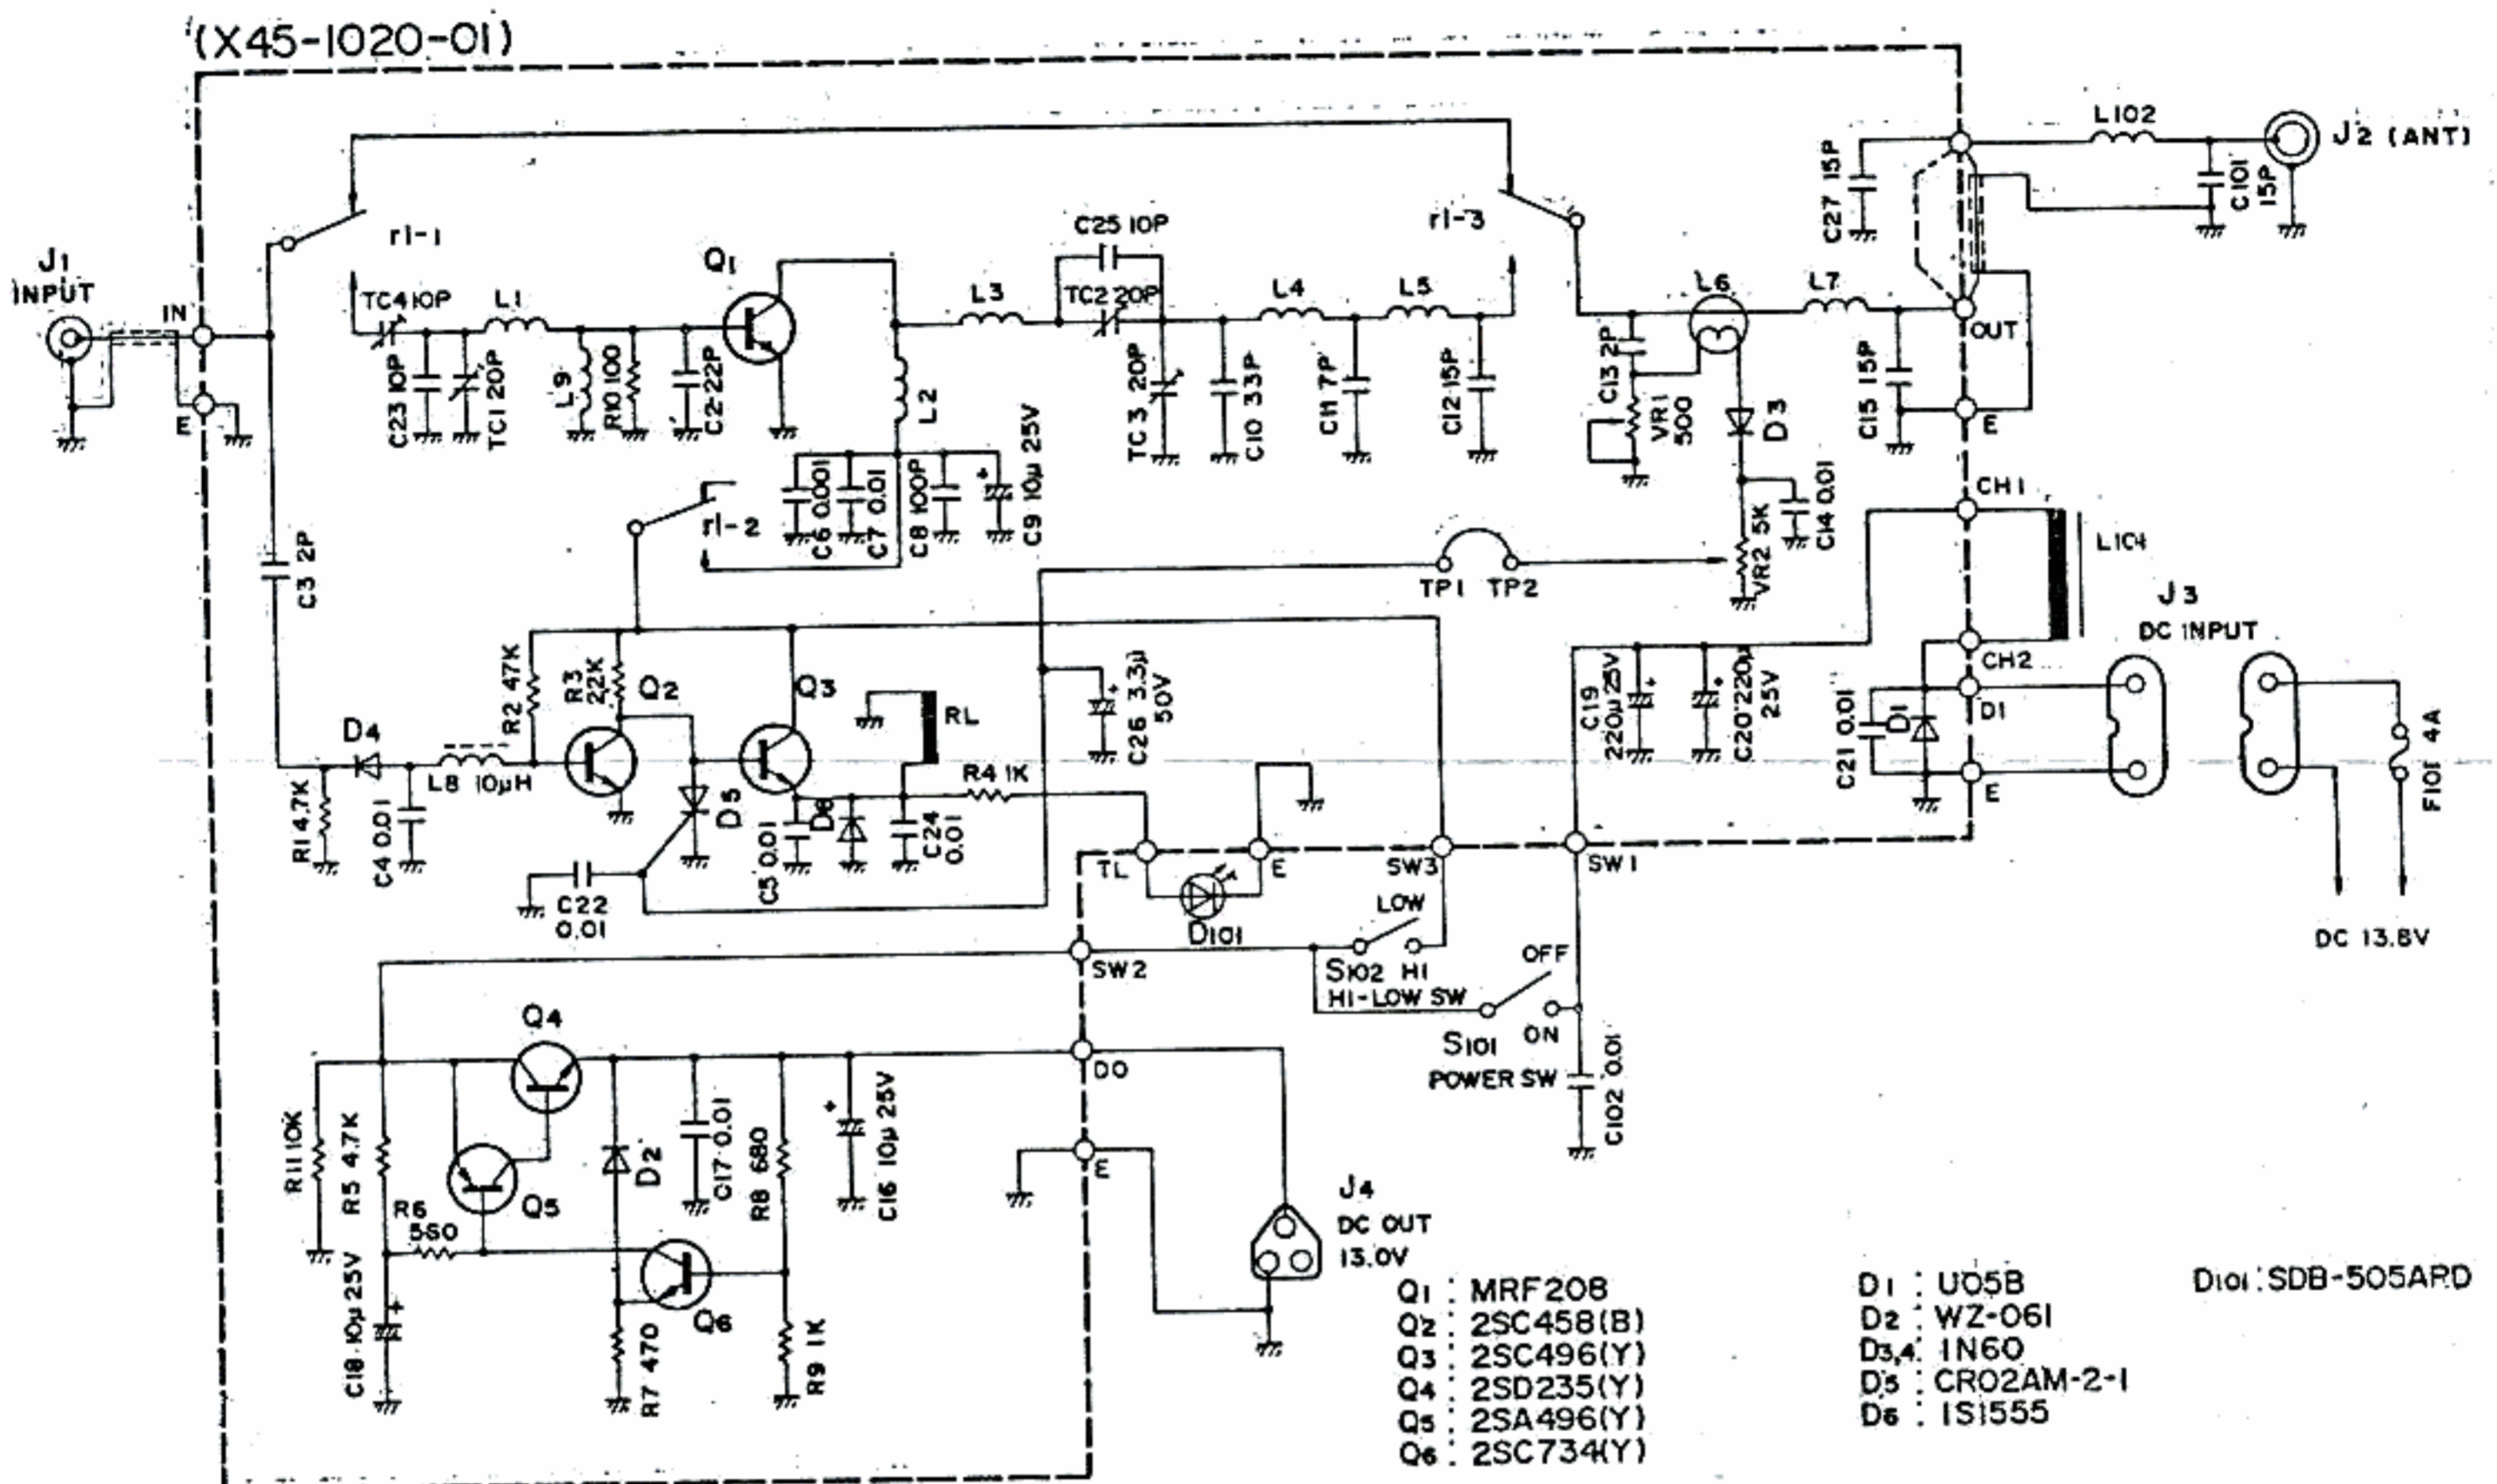 (X45-1020-01)
J1
INPUT
IN
E
rl-1
TC4 10P
L1
C23 10P
TC1 20P
L9
R10 100
C2 22P
Q1
L2
L3
C25 10P
TC2 20P
TC3 20P
L4
C10 33P
C11 7P
L5
C12 15P
rl-3
C13 2P
VR1
500
L6
D3
L7
C15 15P
C27 15P
OUT
E
L102
C101
15P
J2 (ANT)
C6 0.001
C7 0.01
C8 100P
C9 10μ 25V
rl-2
C14 0.01
VR2 5K
TP1
TP2
CH1
L101
CH2
J3
DC INPUT
C3 2P
R2 47K
R3
22K
Q2
Q3
RL
C26 3.3μ
50V
C19
220μ 25V
C20 220μ
25V
C21 0.01
D1
D1
E
F101 4A
DC 13.8V
D4
L8 10μH
R1 4.7K
C4 0.01
D5
C5 0.01
D6
C24
0.01
R4 1K
C22
0.01
TL
E
D101
SW3
SW1
LOW
S102 HI
HI-LOW SW
OFF
S101 ON
POWER SW
C102 0.01
SW2
Q4
DO
E
R11 10K
R5 4.7K
Q5
R6
560
D2
C17 0.01
R8 680
C16 10μ 25V
C18 10μ 25V
R7 470
Q6
R9 1K
J4
DC OUT
13.0V
Q1 : MRF208
Q2 : 2SC458(B)
Q3 : 2SC496(Y)
Q4 : 2SD235(Y)
Q5 : 2SA496(Y)
Q6 : 2SC734(Y)
D1 : U05B
D2 : WZ-061
D3,4: 1N60
D5 : CR02AM-2-1
D6 : 1S1555
D101: SDB-505ARD